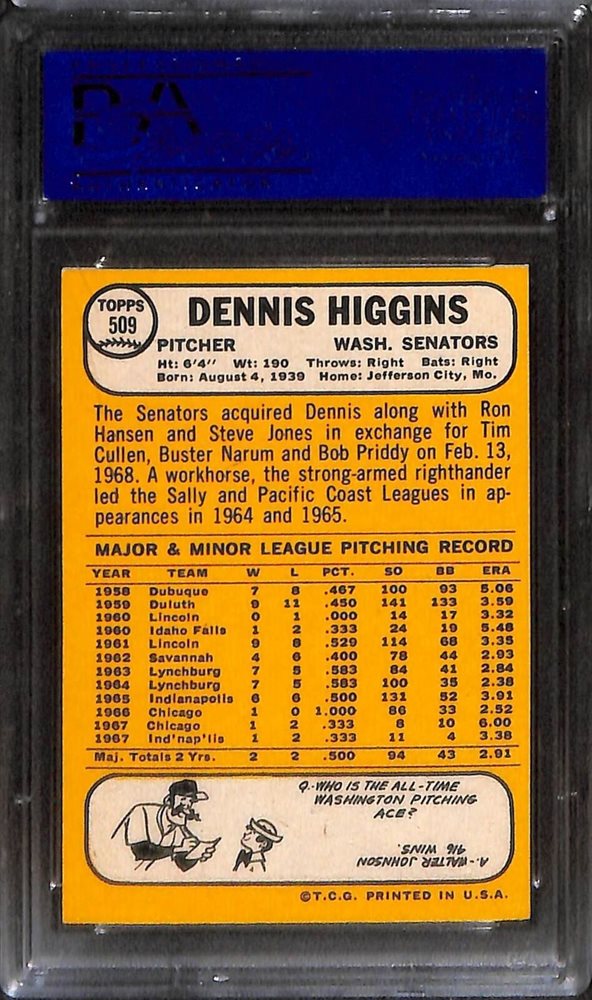 PSA
TOPPS
509
DENNIS HIGGINS
PITCHER WASH. SENATORS
Ht: 6'4" Wt: 190 Throws: Right Bats: Right
Born: August 4, 1939 Home: Jefferson City, Mo.
The Senators acquired Dennis along with Ron
Hansen and Steve Jones in exchange for Tim
Cullen, Buster Narum and Bob Priddy on Feb. 13,
1968. A workhorse, the strong-armed righthander
led the Sally and Pacific Coast Leagues in ap-
pearances in 1964 and 1965.
MAJOR & MINOR LEAGUE PITCHING RECORD
YEAR TEAM W L PCT. SO BB ERA
1958 Dubuque 7 8 .467 100 93 5.06
1959 Duluth 9 11 .450 141 133 3.59
1960 Lincoln 0 1 .000 14 17 3.32
1960 Idaho Falls 1 2 .333 24 19 5.48
1961 Lincoln 9 8 .529 114 68 3.35
1962 Savannah 4 6 .400 78 44 2.93
1963 Lynchburg 7 5 .583 84 41 2.84
1964 Lynchburg 7 5 .583 100 35 2.38
1965 Indianapolis 6 6 .500 131 52 3.91
1966 Chicago 1 0 1.000 86 33 2.52
1967 Chicago 1 2 .333 8 10 6.00
1967 Ind'nap'lis 1 2 .333 11 4 3.38
Maj. Totals 2 Yrs. 2 2 .500 94 43 2.91
Q.-WHO IS THE ALL-TIME
WASHINGTON PITCHING
ACE?
A.-WALTER JOHNSON
416 WINS.
©T.C.G. PRINTED IN U.S.A.